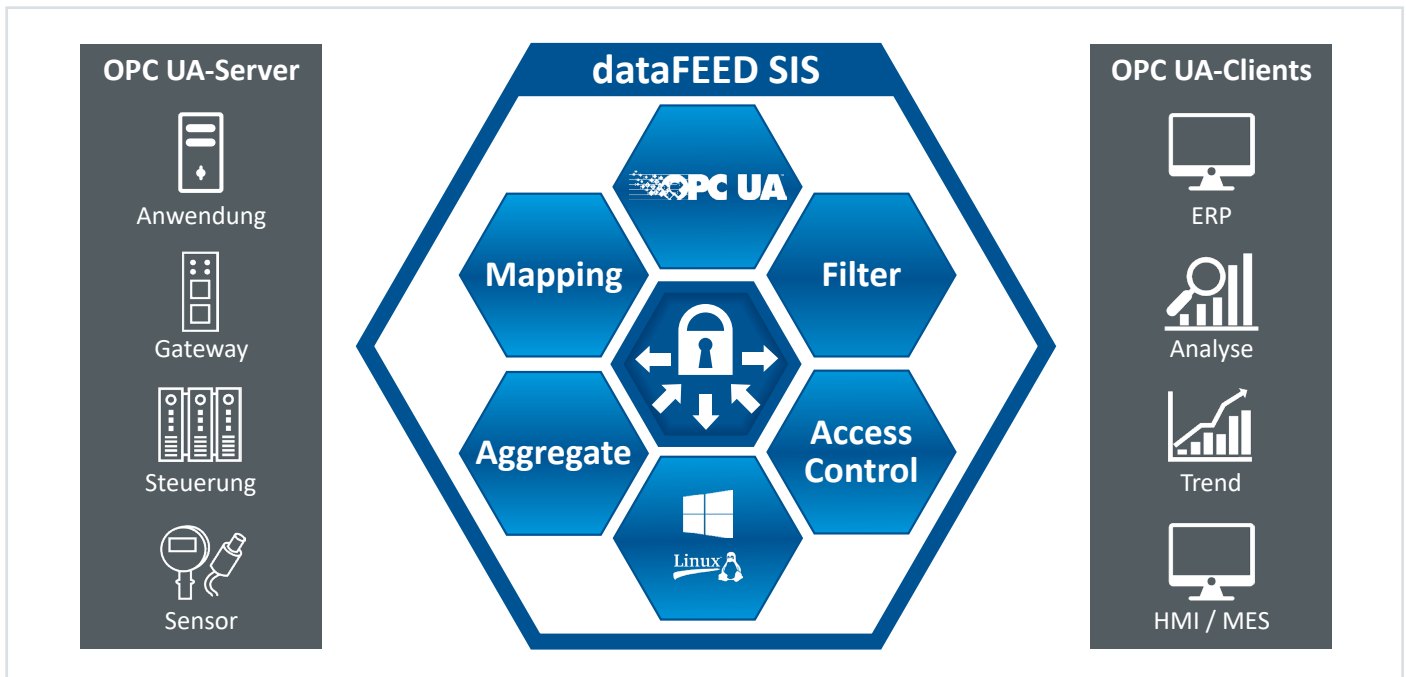 OPC UA-Server
Anwendung
Gateway
Steuerung
Sensor
dataFEED SIS
OPC UA
Mapping
Filter
Aggregate
Access
Control
Linux
OPC UA-Clients
ERP
Analyse
Trend
HMI / MES